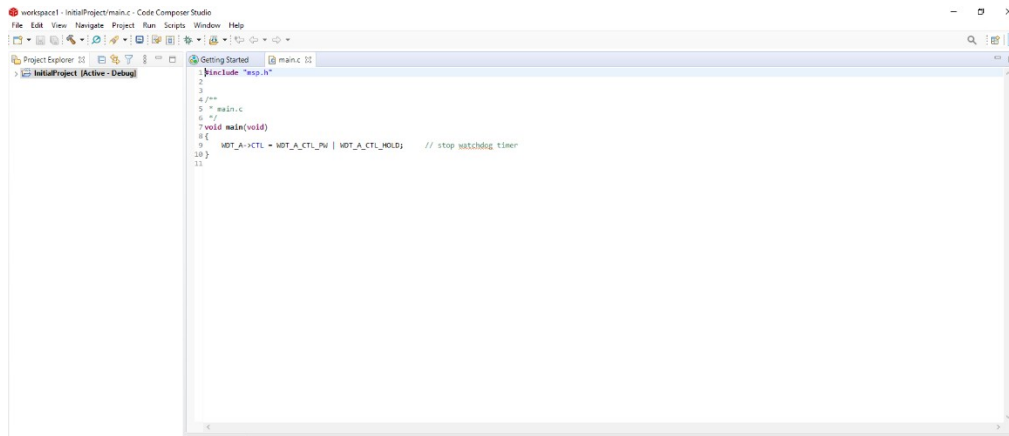 workspace1 - InitialProject/main.c - Code Composer Studio
File Edit View Navigate Project Run Scripts Window Help
Project Explorer
Getting Started
main.c
InitialProject [Active - Debug]
1 #include "msp.h"
2
3
4 /**
5 * main.c
6 */
7 void main(void)
8 {
9 WDT_A->CTL = WDT_A_CTL_PW | WDT_A_CTL_HOLD; // stop watchdog timer
10 }
11